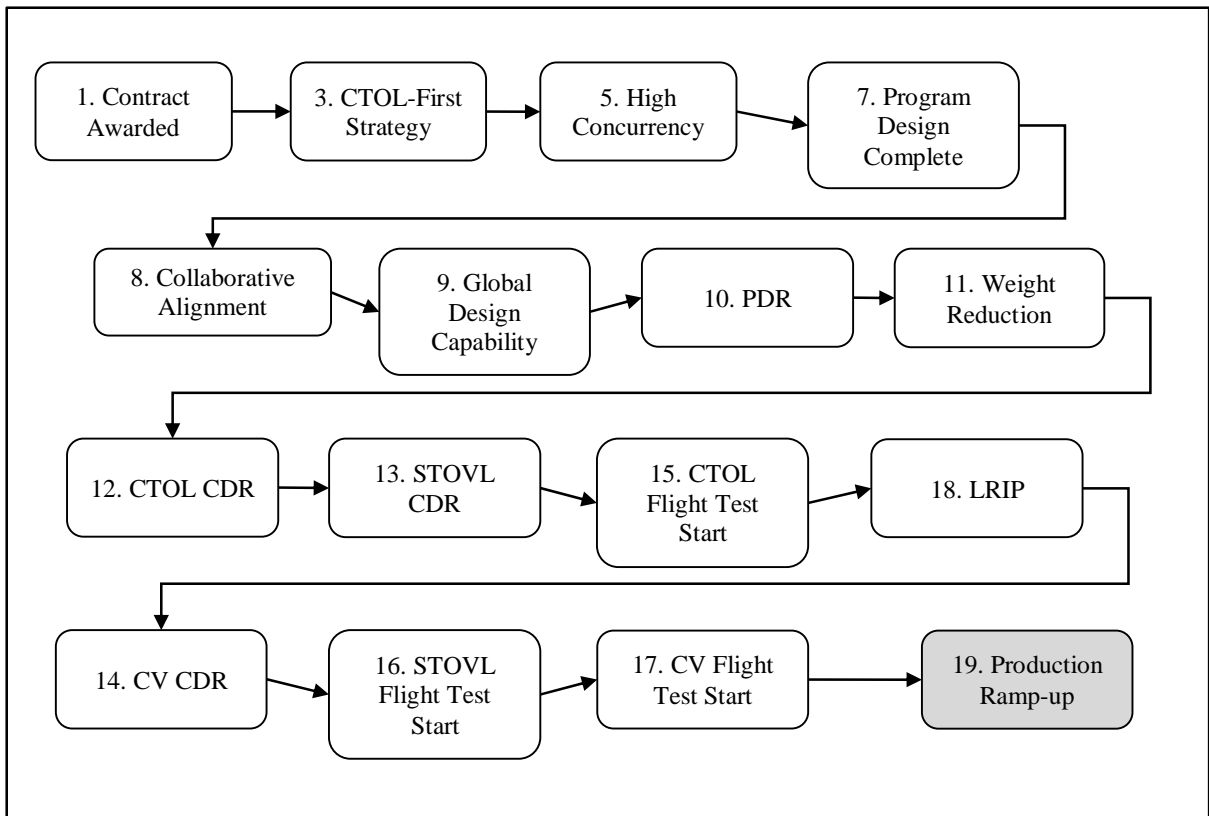 1. Contract
Awarded
3. CTOL-First
Strategy
5. High
Concurrency
7. Program
Design
Complete
8. Collaborative
Alignment
9. Global
Design
Capability
10. PDR
11. Weight
Reduction
12. CTOL CDR
13. STOVL
CDR
15. CTOL
Flight Test
Start
18. LRIP
14. CV CDR
16. STOVL
Flight Test
Start
17. CV Flight
Test Start
19. Production
Ramp-up